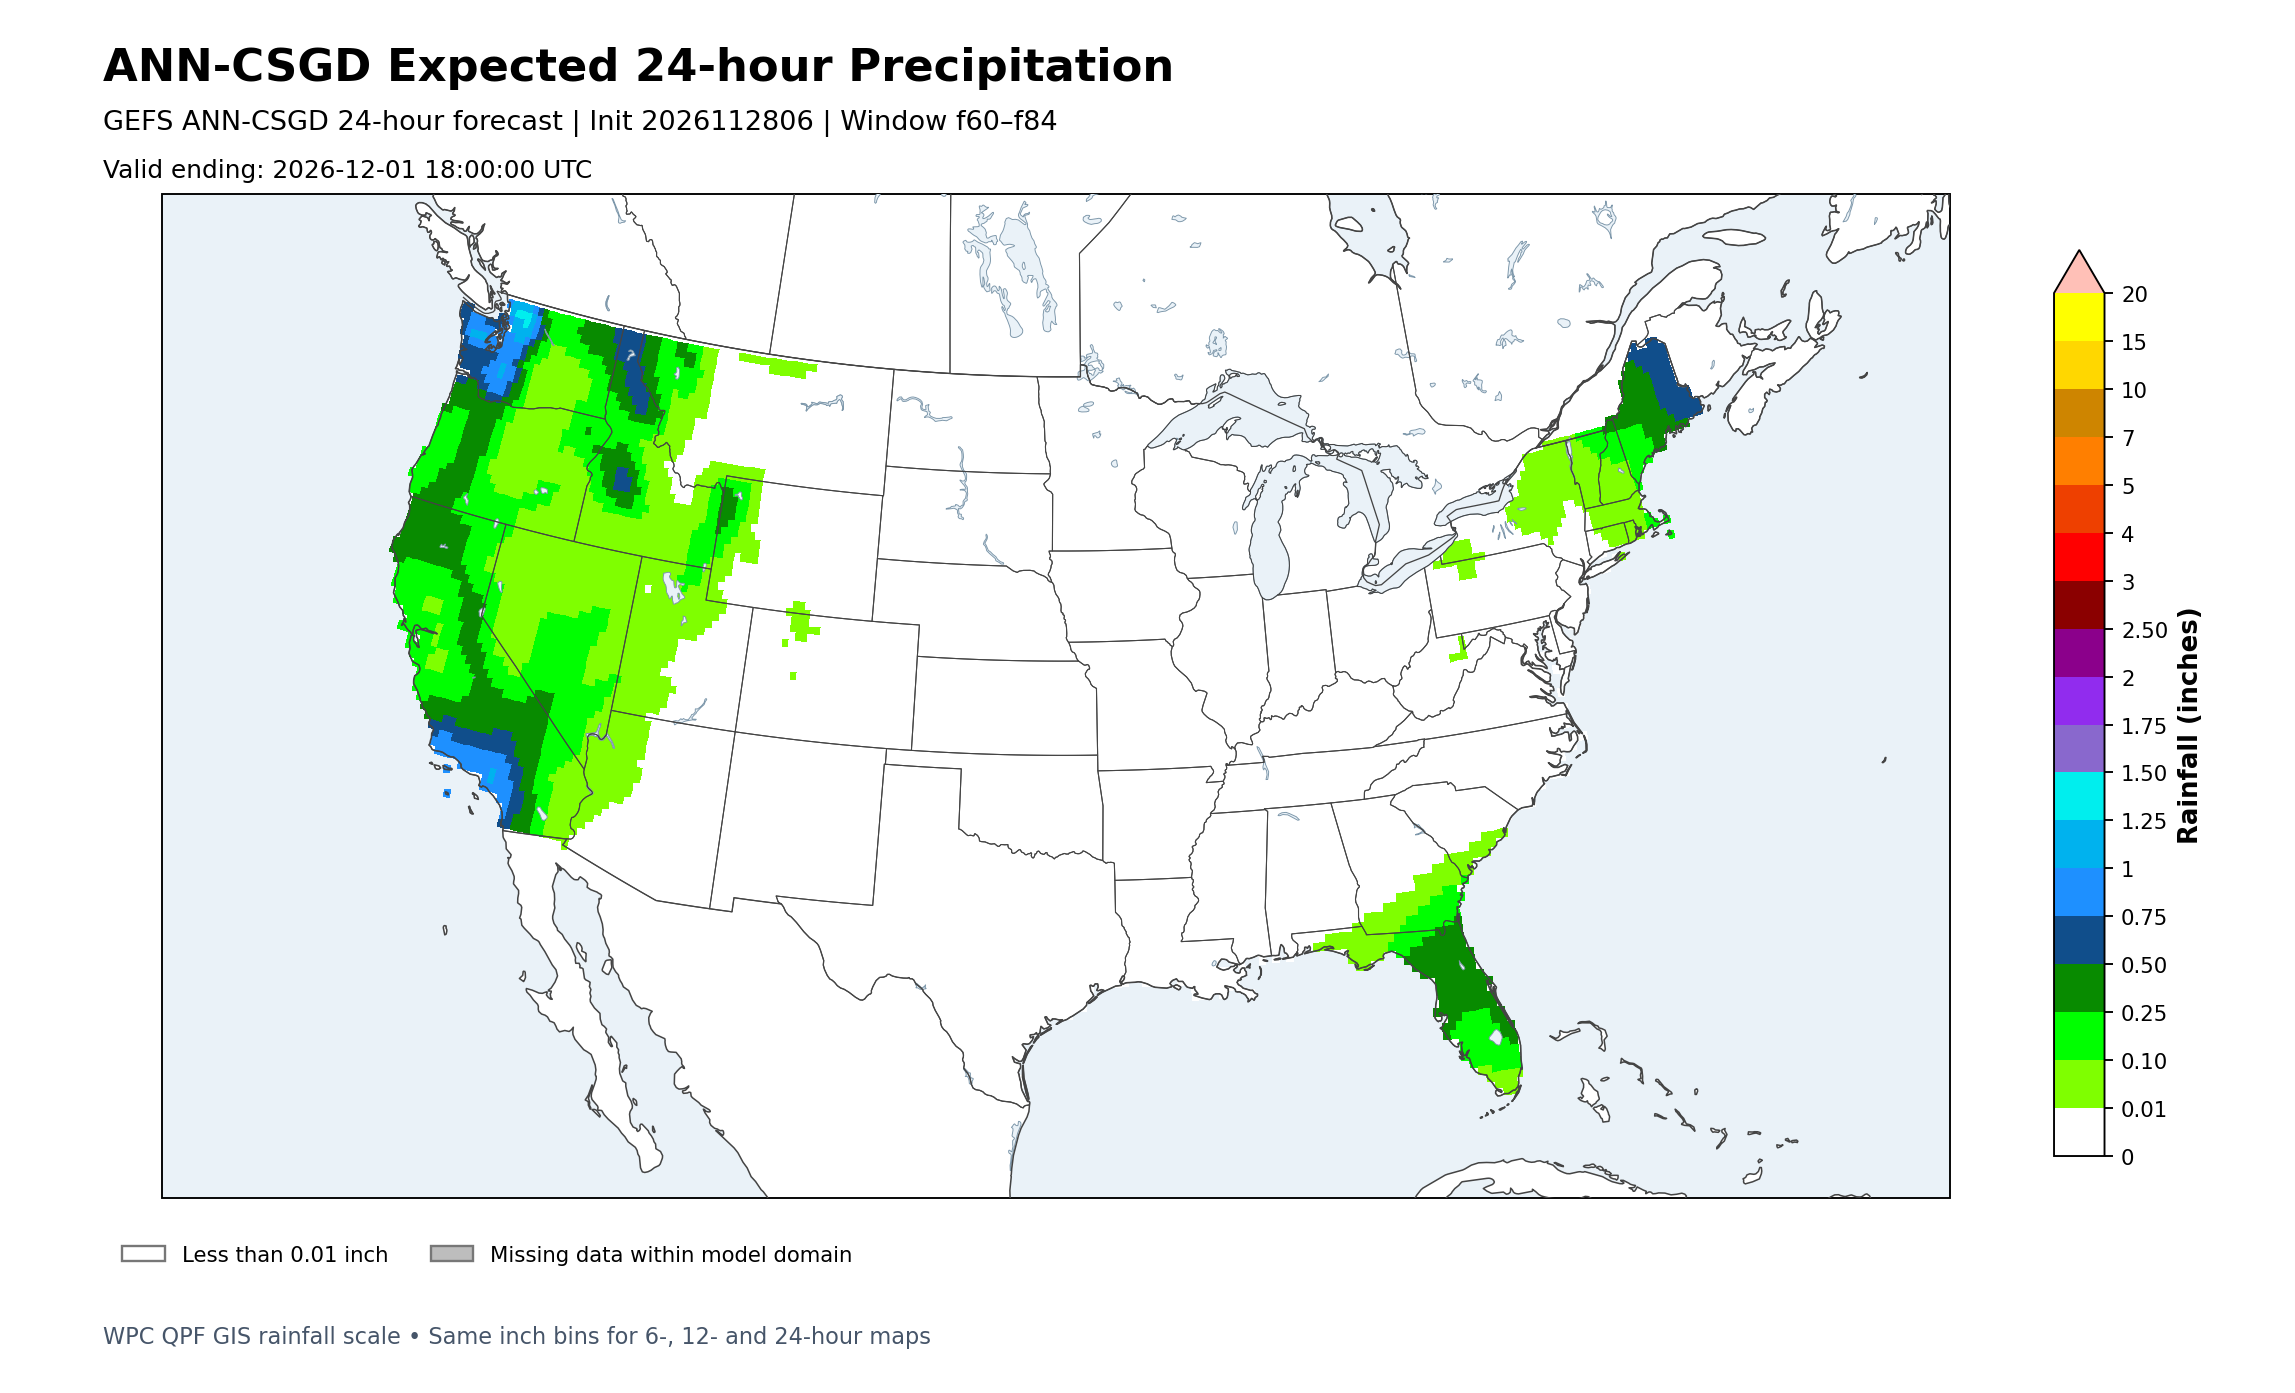 ANN-CSGD Expected 24-hour Precipitation
GEFS ANN-CSGD 24-hour forecast | Init 2026112806 | Window f60–f84
Valid ending: 2026-12-01 18:00:00 UTC
20
15
10
7
5
4
3
2.50
2
1.75
1.50
1.25
1
0.75
0.50
0.25
0.10
0.01
0
Rainfall (inches)
Less than 0.01 inch
Missing data within model domain
WPC QPF GIS rainfall scale • Same inch bins for 6-, 12- and 24-hour maps